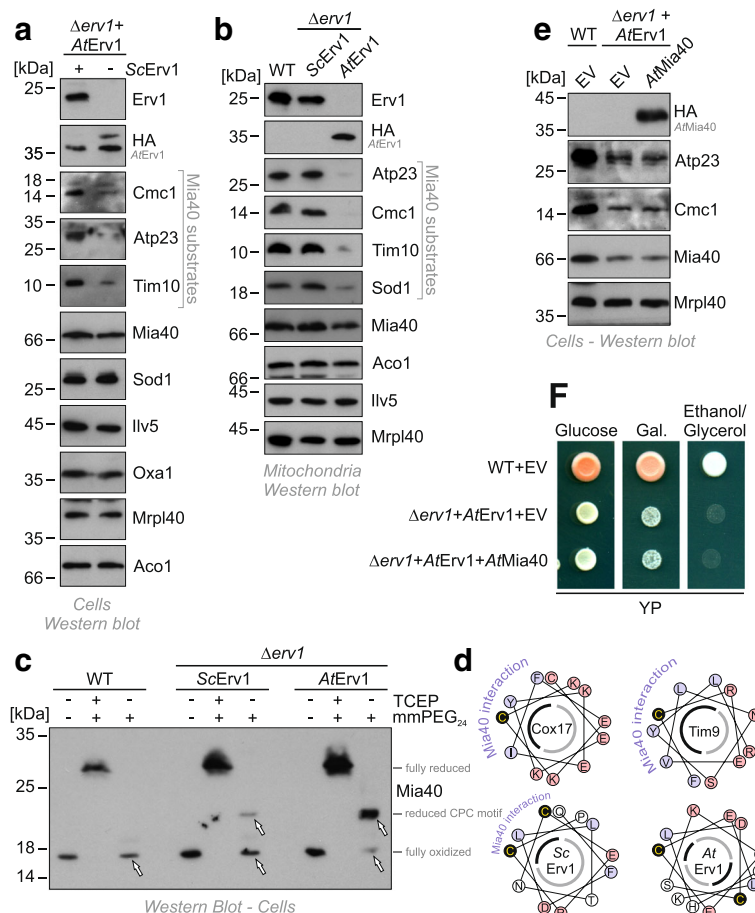 a
Δerv1+
AtErv1
[kDa] + - ScErv1
25
Erv1
35
HA
AtErv1
18
14
Cmc1
35
25
Atp23
10
Tim10
Mia40 substrates
66
Mia40
25
Sod1
45
Ilv5
35
Oxa1
35
Mrpl40
66
Aco1
Cells
Western blot
b
Δerv1
[kDa] WT ScErv1 AtErv1
25
Erv1
35
HA
AtErv1
25
Atp23
14
Cmc1
10
Tim10
18
Sod1
Mia40 substrates
66
Mia40
66
Aco1
45
Ilv5
45
Mrpl40
Mitochondria
Western blot
e
Δerv1 +
WT AtErv1
[kDa] EV EV AtMia40
45
35
HA
AtMia40
25
Atp23
14
Cmc1
66
Mia40
35
Mrpl40
Cells - Western blot
F
Glucose Gal. Ethanol/
Glycerol
WT+EV
Δerv1+AtErv1+EV
Δerv1+AtErv1+AtMia40
YP
c
Δerv1
WT ScErv1 AtErv1
- + - - + - - + - TCEP
- + + - + + - + + mmPEG24
[kDa]
35
25
18
14
fully reduced
Mia40
reduced CPC motif
fully oxidized
Western Blot - Cells
d
Mia40 interaction
Cox17
F C K K Y C E E I E K K
Mia40 interaction
Tim9
L L R C N Y E V R F S
Mia40 interaction
Sc
Erv1
C Q P L C E F N T D
At
Erv1
K E D L C L S K H C